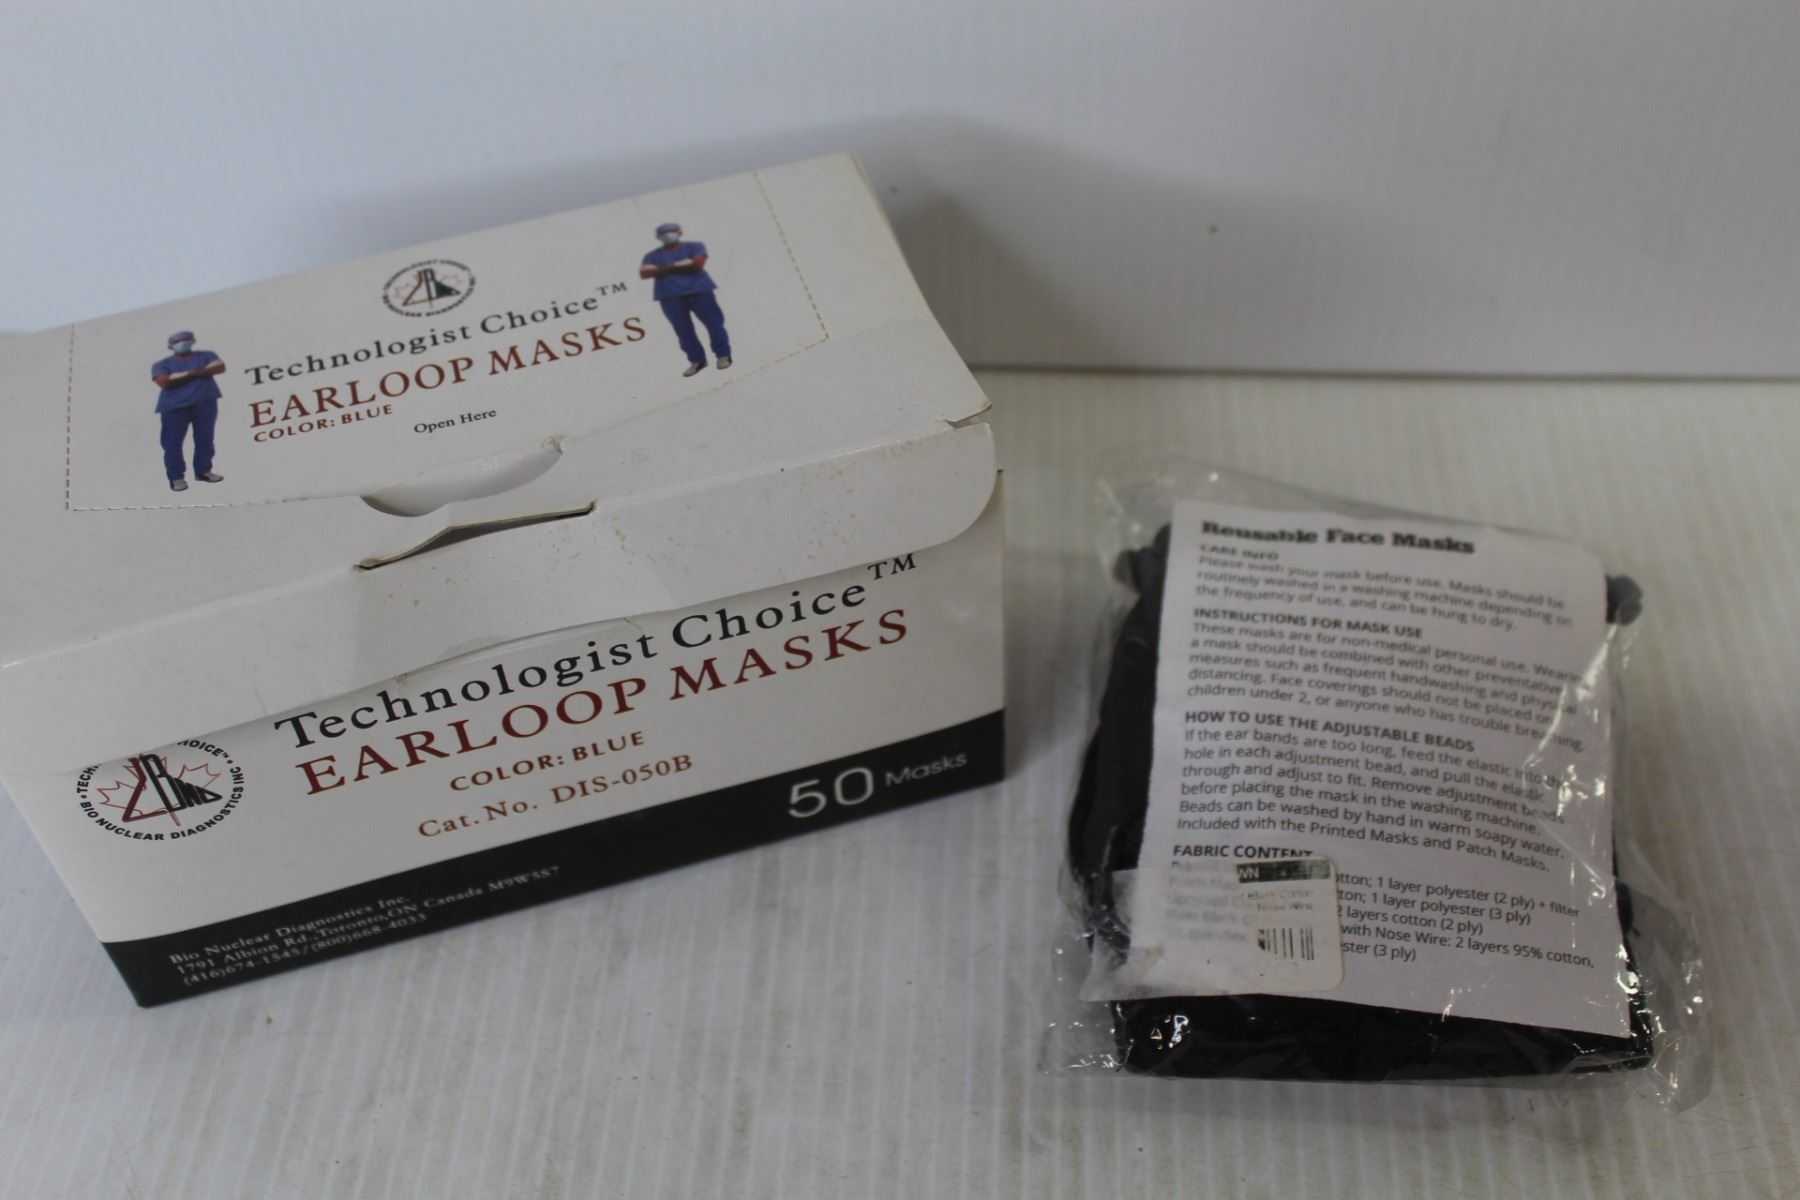 Technologist Choice™
EARLOOP MASKS
COLOR: BLUE
Open Here
Technologist Choice™
EARLOOP MASKS
COLOR: BLUE
Cat. No. DIS-050B
50 Masks
BIO NUCLEAR DIAGNOSTICS INC
Bio Nuclear Diagnostics Inc.
1791 Albion Rd., Toronto,ON Canada M9W5S7
(416)674-1545/(800)668-4033
Reusable Face Masks
CARE INFO
Please wash your mask before use. Masks should be
routinely washed in a washing machine depending on
the frequency of use, and can be hung to dry.
INSTRUCTIONS FOR MASK USE
These masks are for non-medical personal use. Wearing
a mask should be combined with other preventative
measures such as frequent handwashing and physical
distancing. Face coverings should not be placed on
children under 2, or anyone who has trouble breathing.
HOW TO USE THE ADJUSTABLE BEADS
If the ear bands are too long, feed the elastic into the
hole in each adjustment bead, and pull the elastic
through and adjust to fit. Remove adjustment beads
before placing the mask in the washing machine.
Beads can be washed by hand in warm soapy water.
Included with the Printed Masks and Patch Masks.
FABRIC CONTENT
cotton; 1 layer polyester (2 ply) + filter
1 layer polyester (3 ply)
2 layers cotton (2 ply)
with Nose Wire: 2 layers 95% cotton,
(3 ply)
WN
Black Cotton
Nose Wire